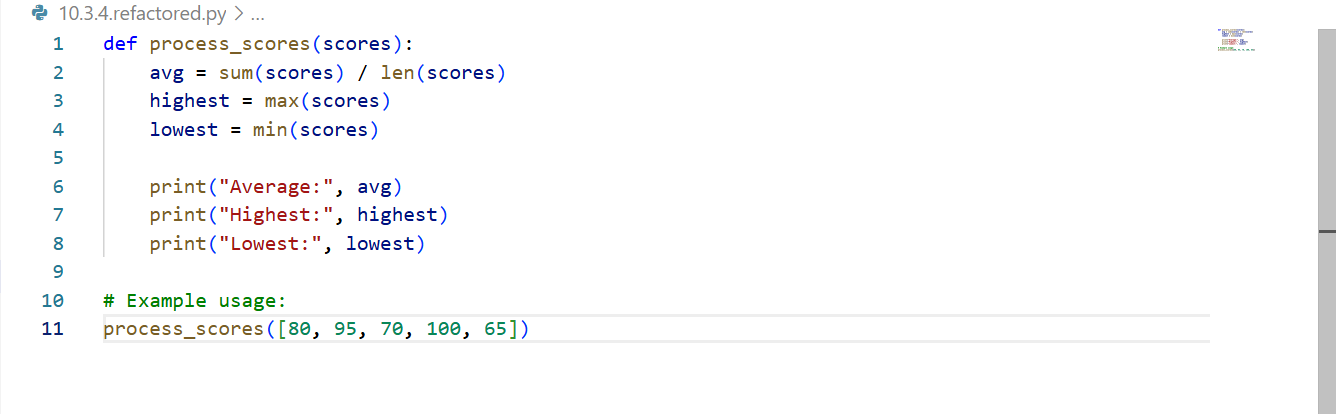 10.3.4.refactored.py > ...
1 def process_scores(scores):
2     avg = sum(scores) / len(scores)
3     highest = max(scores)
4     lowest = min(scores)
5
6     print("Average:", avg)
7     print("Highest:", highest)
8     print("Lowest:", lowest)
9
10 # Example usage:
11 process_scores([80, 95, 70, 100, 65])